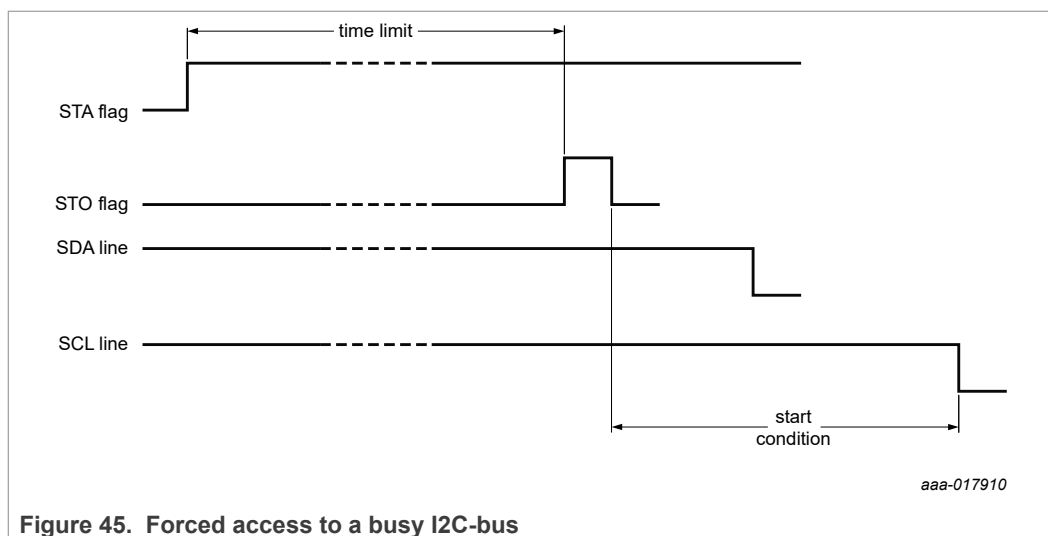 time limit
STA flag
STO flag
SDA line
SCL line
start
condition
aaa-017910
Figure 45. Forced access to a busy I2C-bus